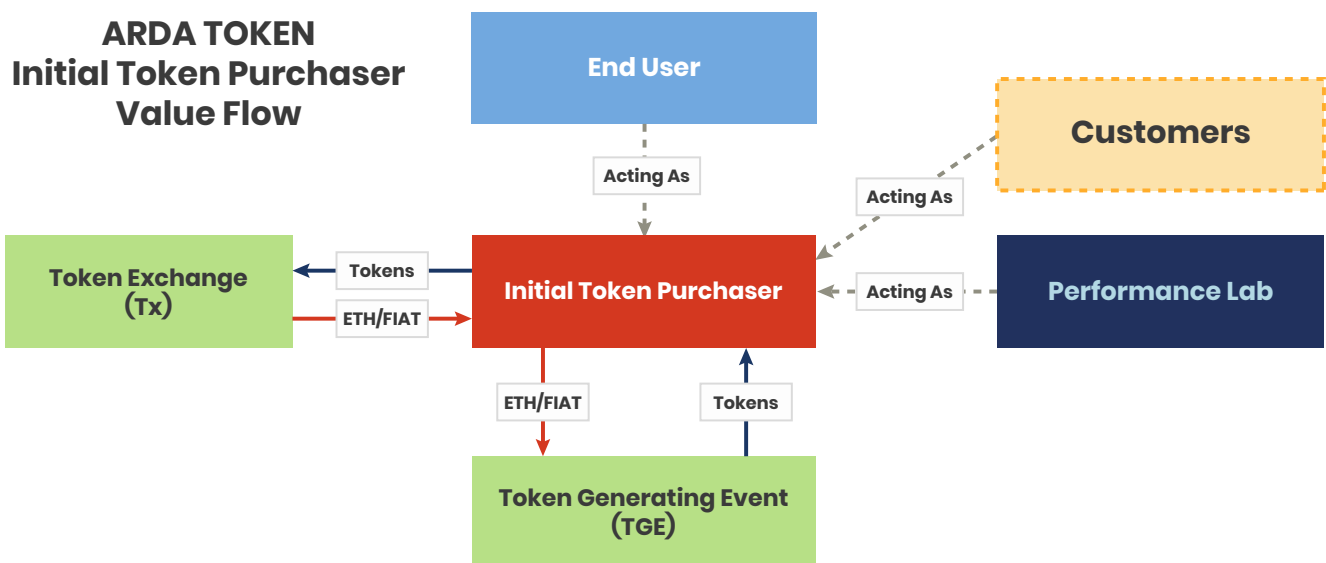 ARDA TOKEN
Initial Token Purchaser
Value Flow
End User
Customers
Acting As
Acting As
Token Exchange
(Tx)
Tokens
ETH/FIAT
Initial Token Purchaser
Acting As
Performance Lab
ETH/FIAT
Tokens
Token Generating Event
(TGE)